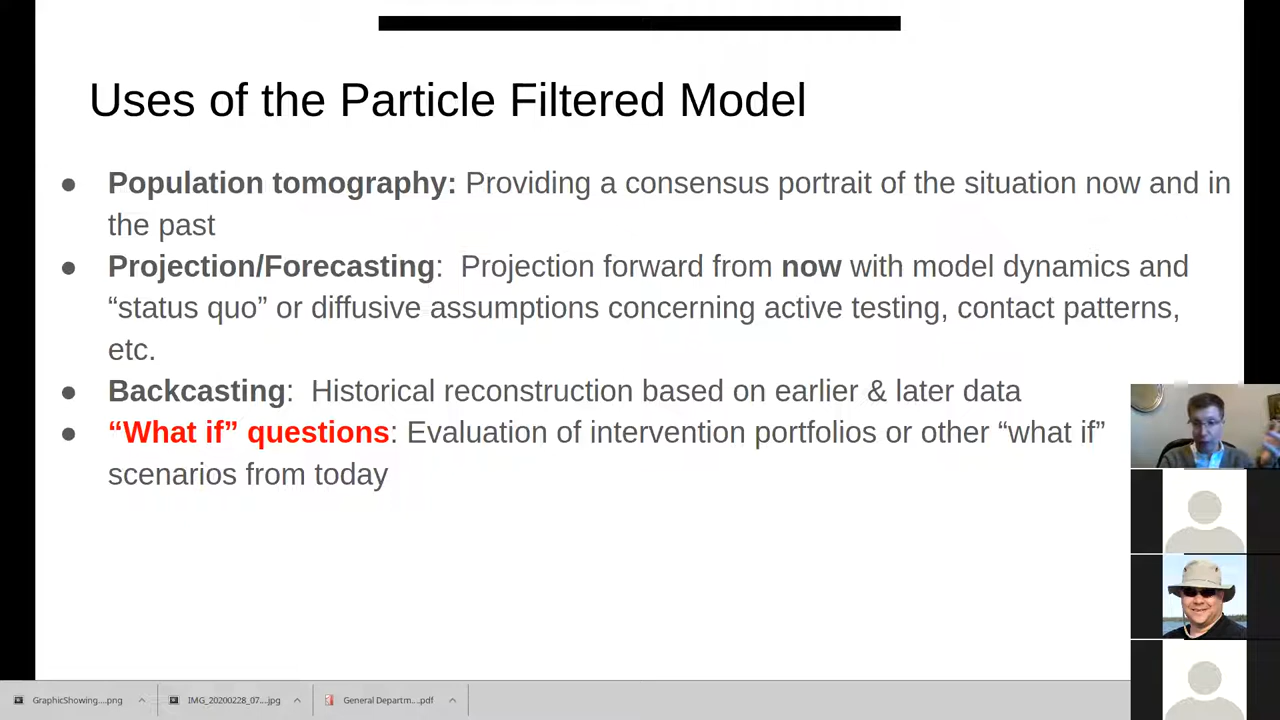 Uses of the Particle Filtered Model
● Population tomography: Providing a consensus portrait of the situation now and in
the past
● Projection/Forecasting:  Projection forward from now with model dynamics and
“status quo” or diffusive assumptions concerning active testing, contact patterns,
etc.
● Backcasting:  Historical reconstruction based on earlier & later data
● “What if” questions: Evaluation of intervention portfolios or other “what if”
scenarios from today
GraphicShowing....png
IMG_20200228_07....jpg
General Departm....pdf